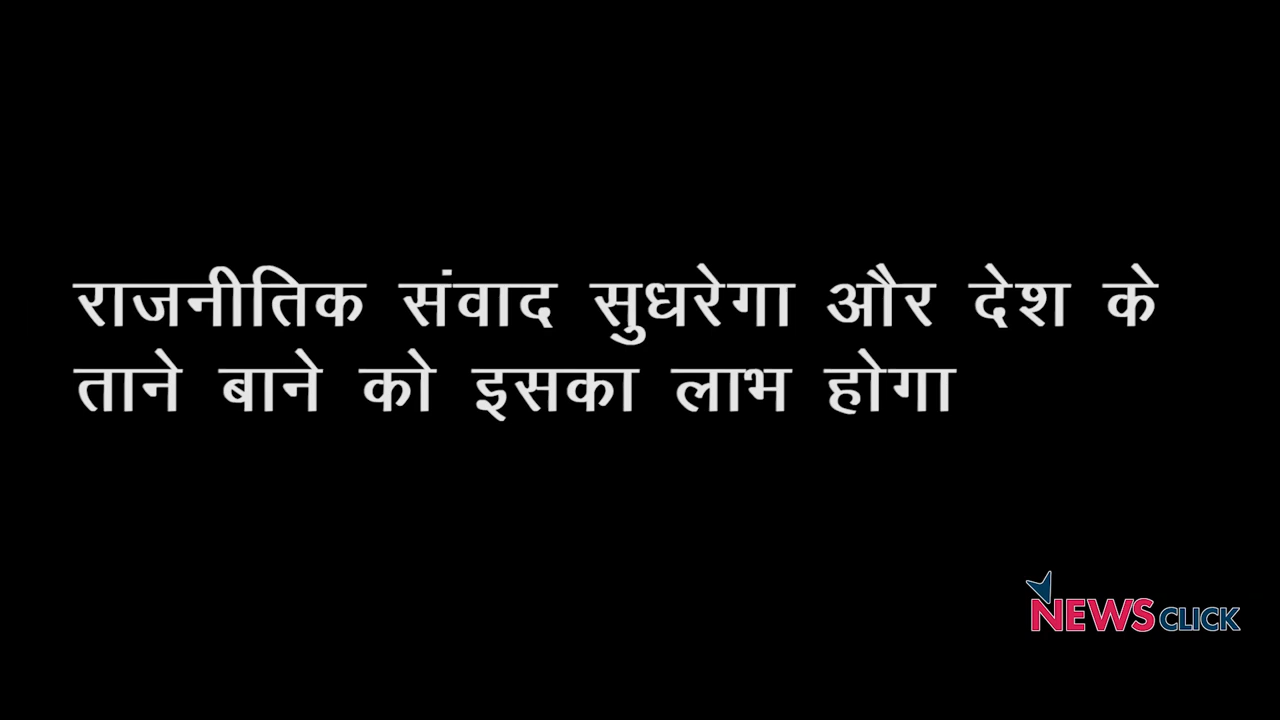 राजनीतिक संवाद सुधरेगा और देश के
ताने बाने को इसका लाभ होगा
NEWSCLICK